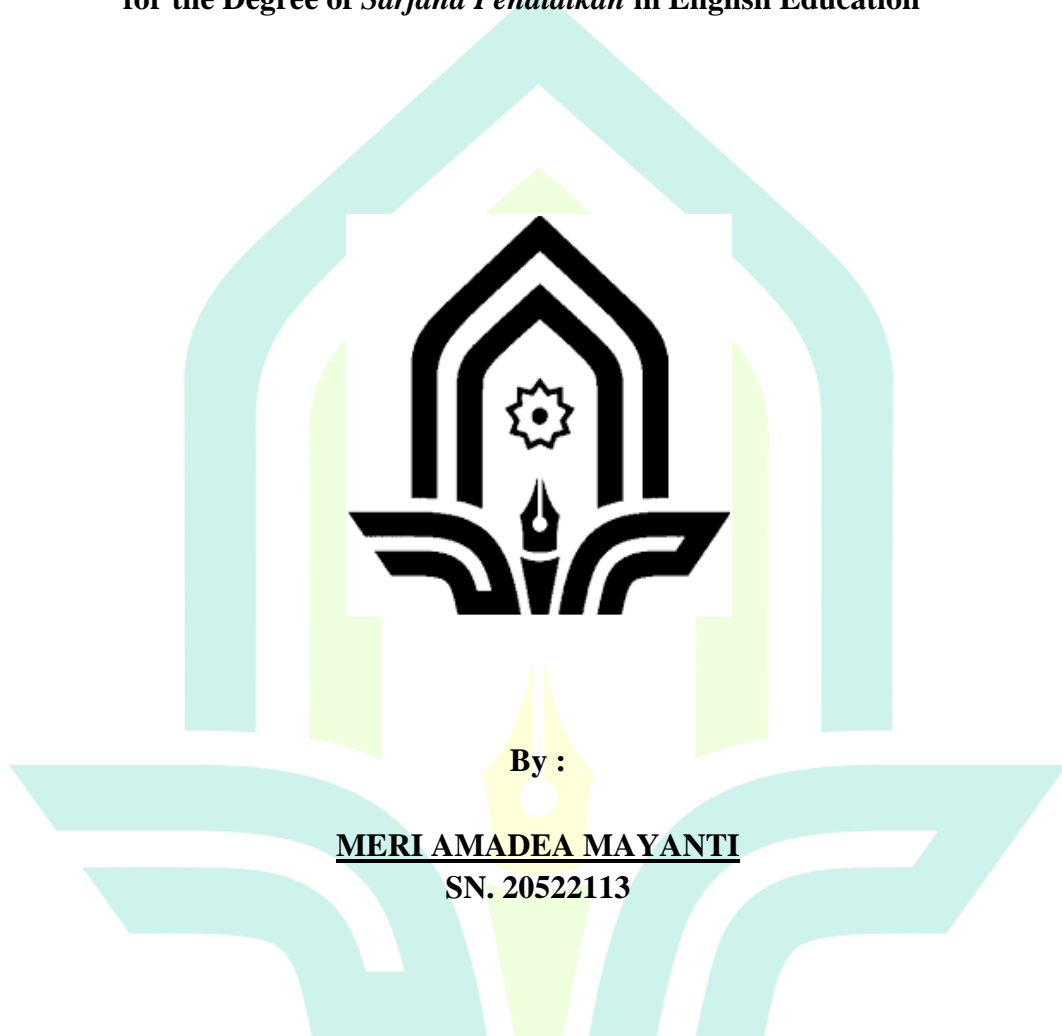 for the Degree of Sarjana Pendidikan in English Education
By :
MERI AMADEA MAYANTI
SN. 20522113